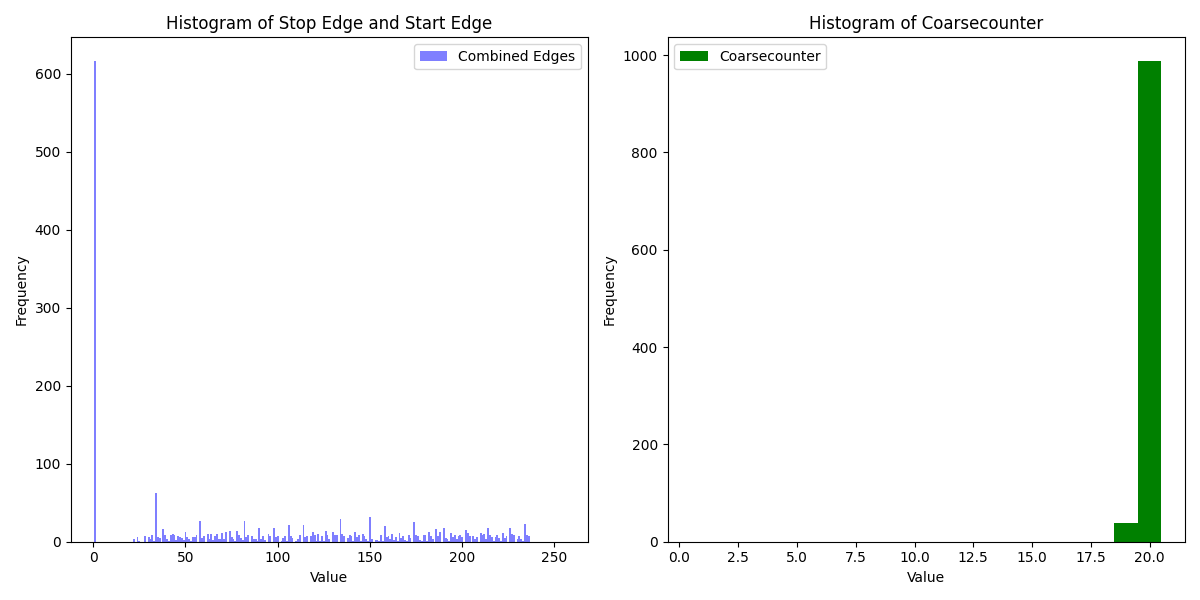 Histogram of Stop Edge and Start Edge
Combined Edges
Frequency
600
500
400
300
200
100
0
0 50 100 150 200 250
Value
Histogram of Coarsecounter
Coarsecounter
Frequency
1000
800
600
400
200
0
0.0 2.5 5.0 7.5 10.0 12.5 15.0 17.5 20.0
Value